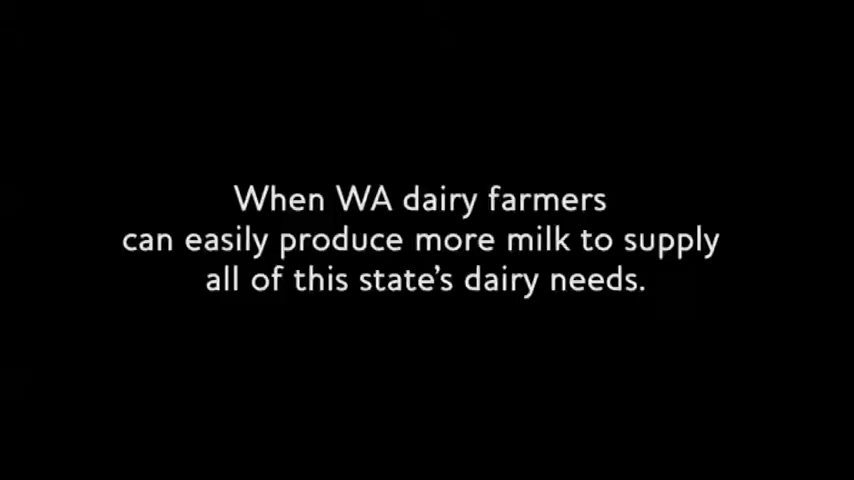 When WA dairy farmers
can easily produce more milk to supply
all of this state's dairy needs.